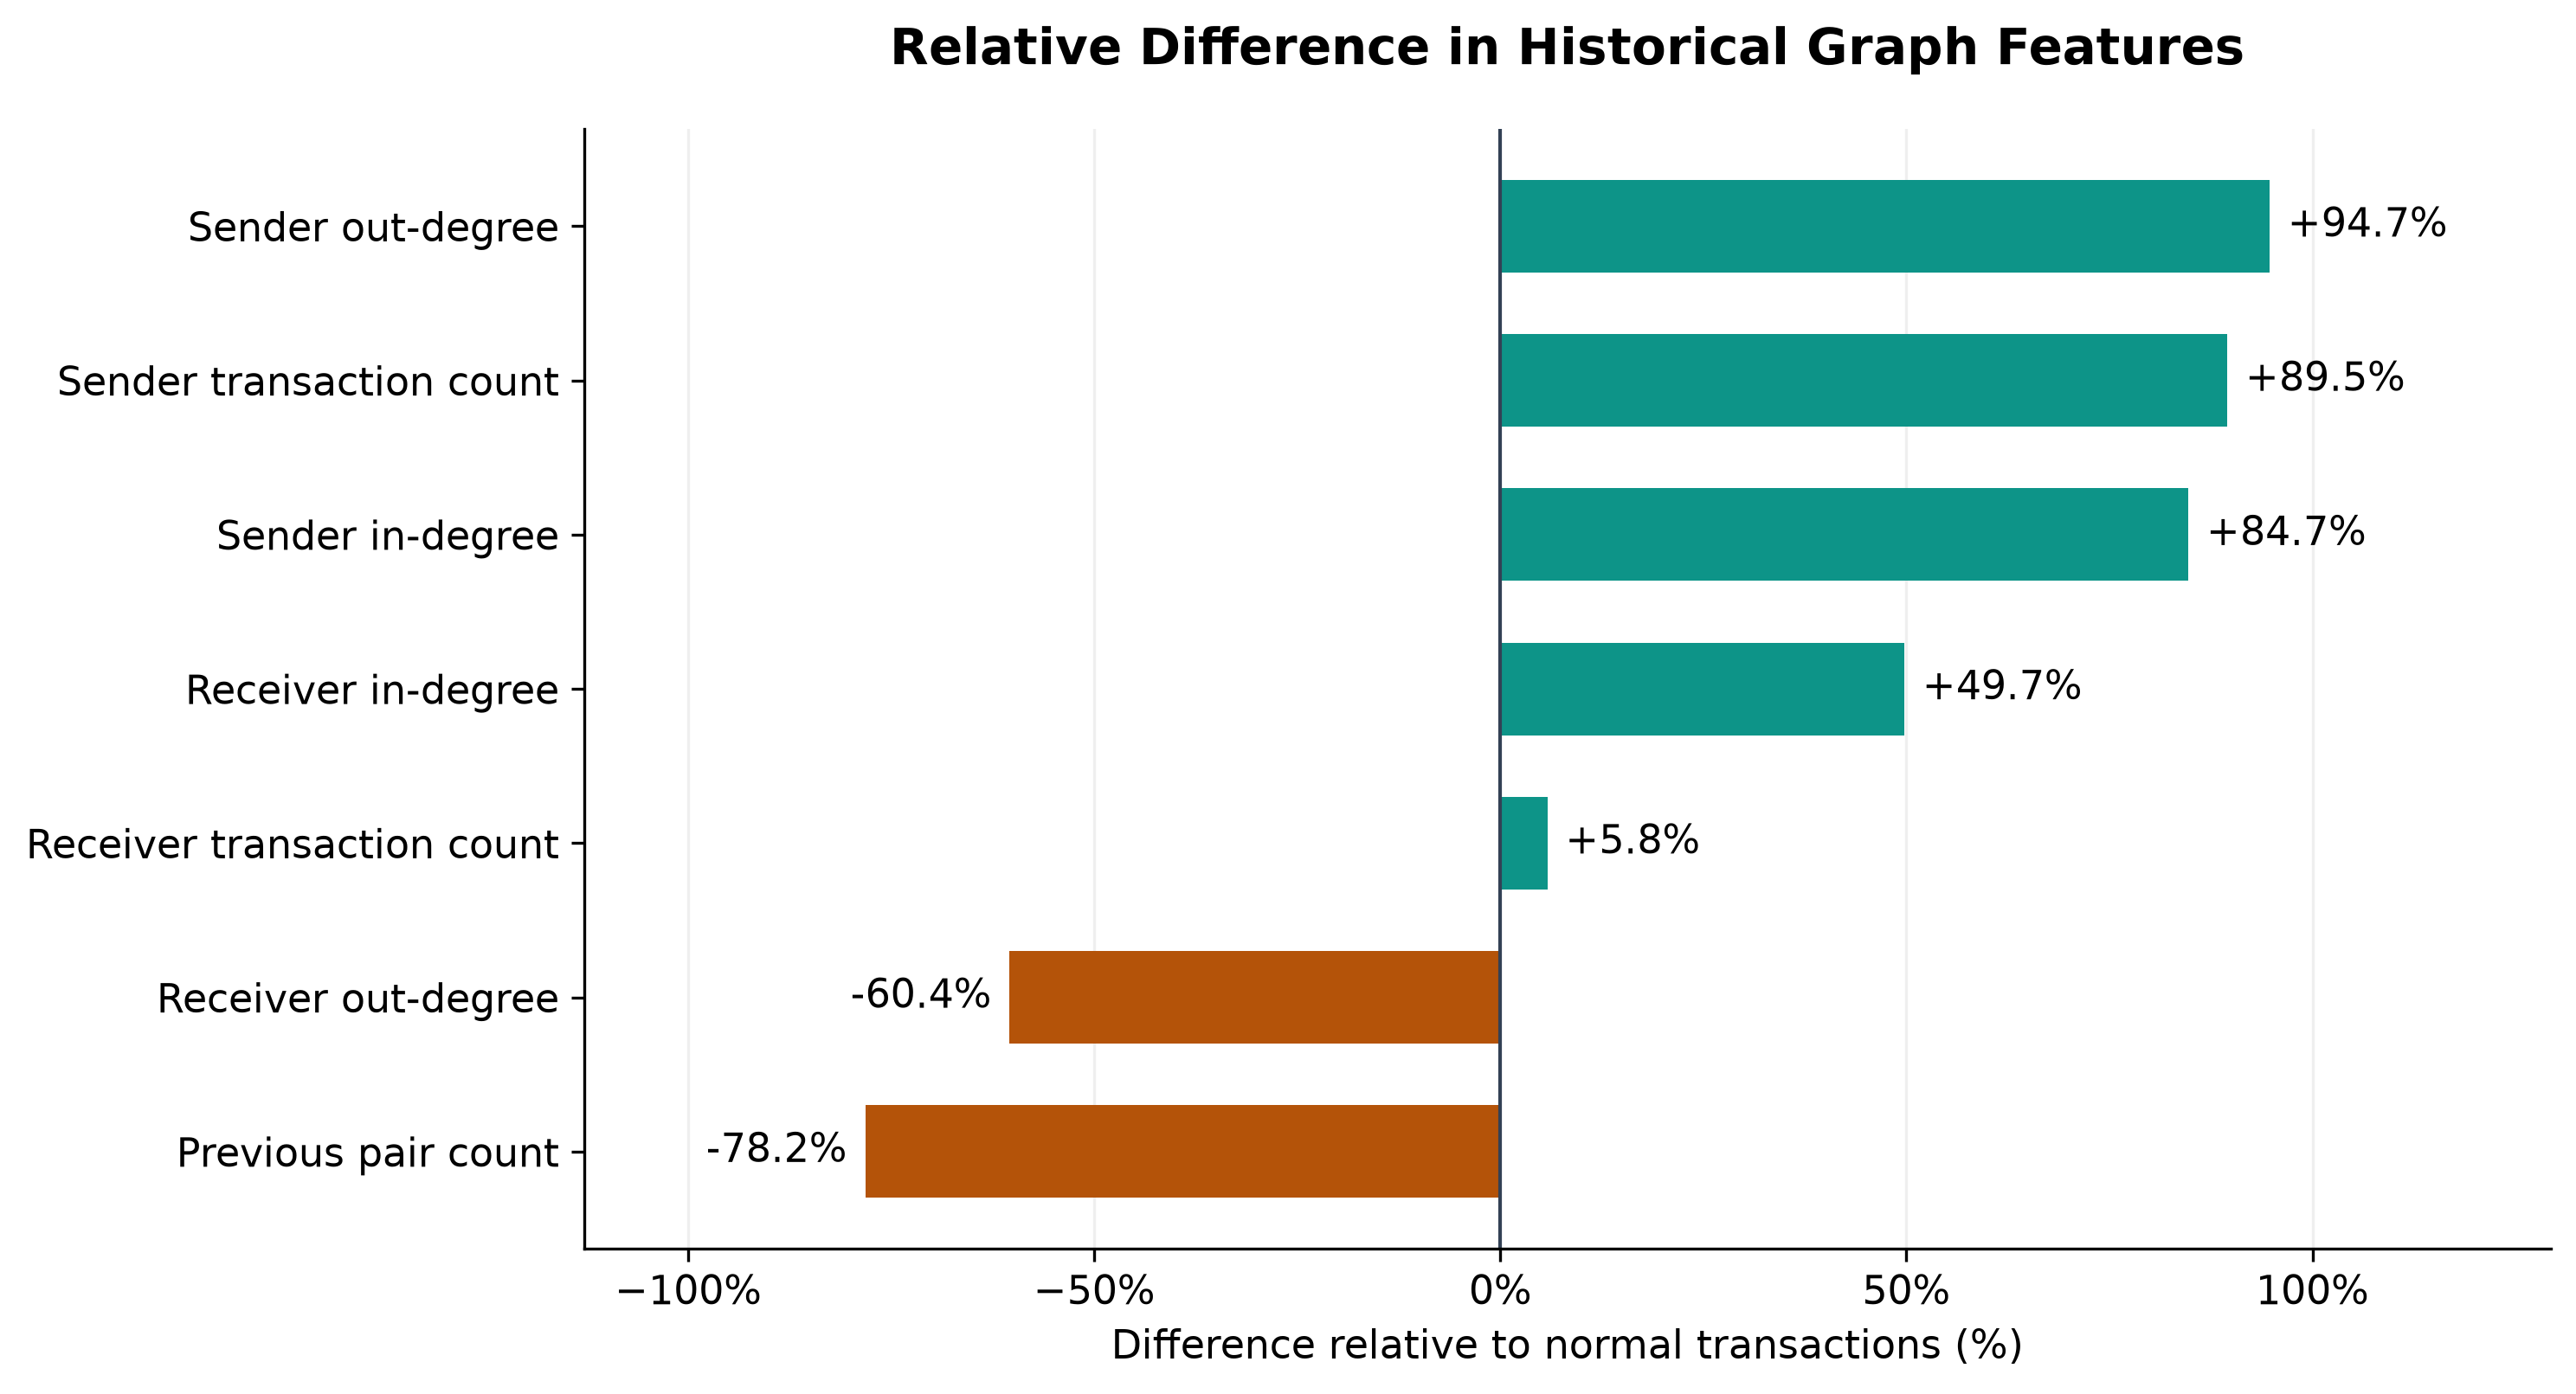 Relative Difference in Historical Graph Features
Sender out-degree
+94.7%
Sender transaction count
+89.5%
Sender in-degree
+84.7%
Receiver in-degree
+49.7%
Receiver transaction count
+5.8%
Receiver out-degree
-60.4%
Previous pair count
-78.2%
−100% −50% 0% 50% 100%
Difference relative to normal transactions (%)